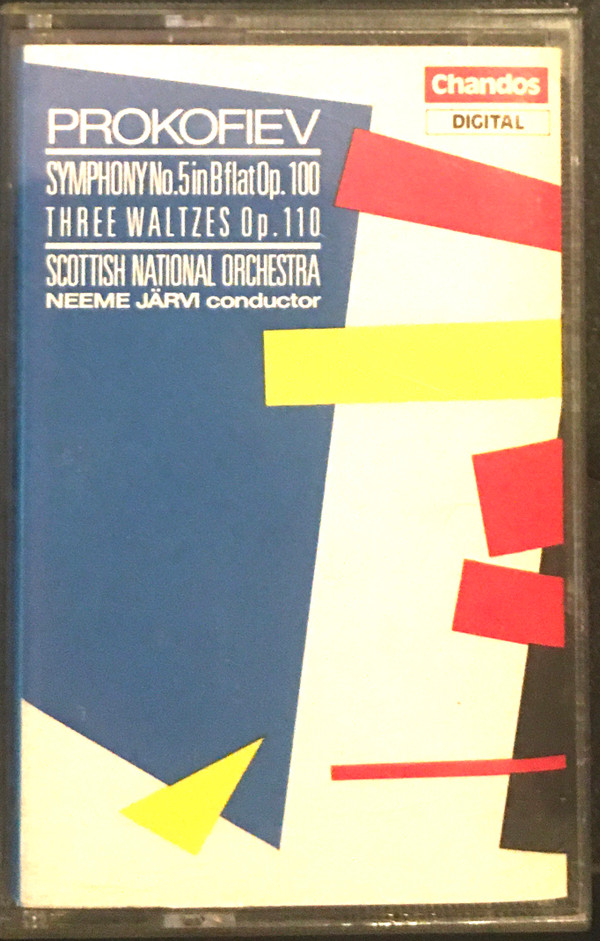 Chandos
DIGITAL
PROKOFIEV
SYMPHONY No.5 in B flat Op. 100
THREE WALTZES Op.110
SCOTTISH NATIONAL ORCHESTRA
NEEME JÄRVI conductor